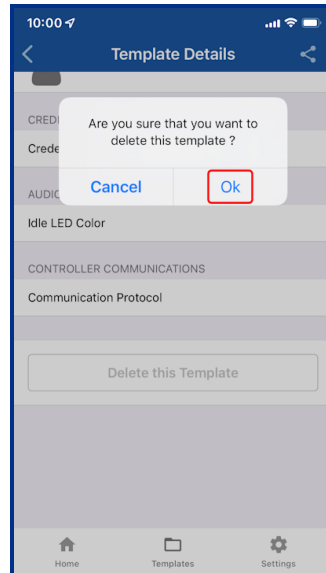 10:00
Template Details
CREDE
Crede
Are you sure that you want to
delete this template ?
Cancel
Ok
AUDIO
Idle LED Color
CONTROLLER COMMUNICATIONS
Communication Protocol
Delete this Template
Home
Templates
Settings